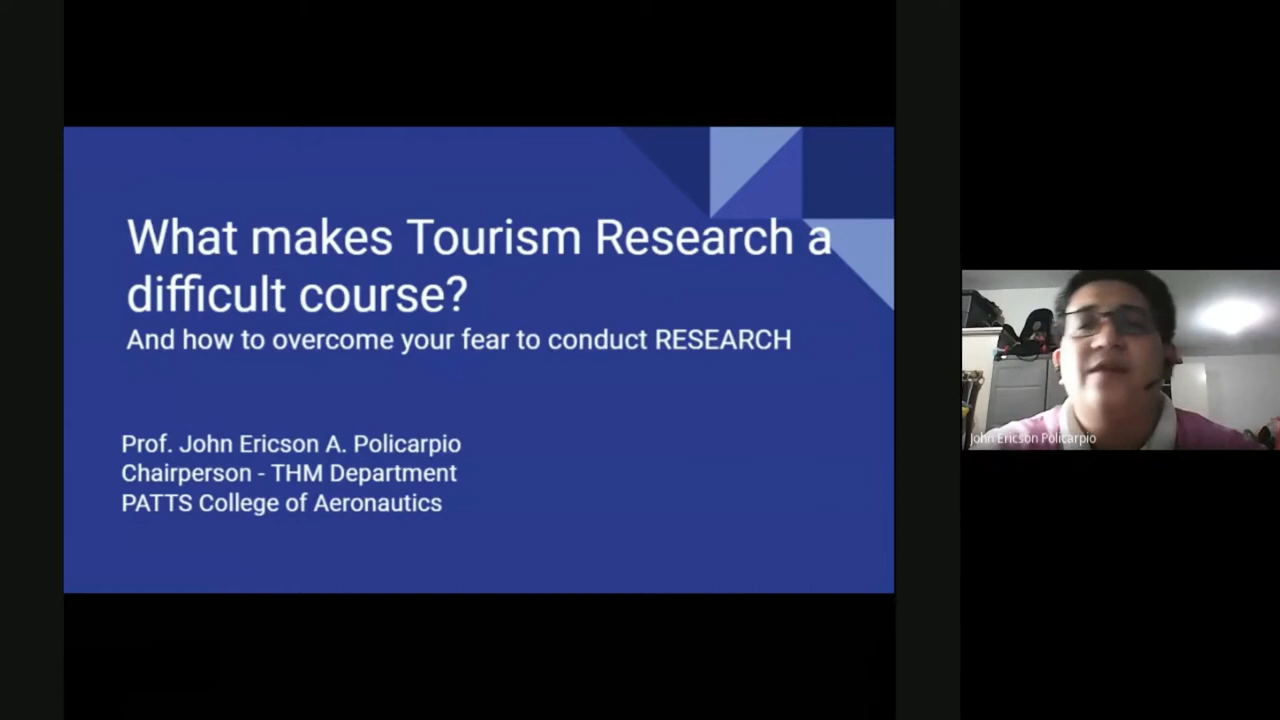 What makes Tourism Research a
difficult course?
And how to overcome your fear to conduct RESEARCH
Prof. John Ericson A. Policarpio
Chairperson - THM Department
PATTS College of Aeronautics
John Ericson Policarpio